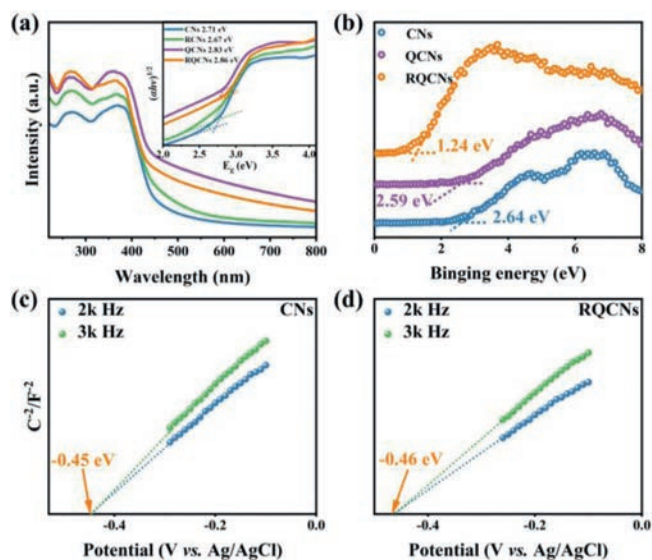 (a)
CNs 2.71 eV
RCNs 2.67 eV
QCNs 2.83 eV
RQCNs 2.86 eV
(αhν)^1/2
2.0 2.5 3.0 3.5 4.0
Eg (eV)
Intensity (a.u.)
300 400 500 600 700 800
Wavelength (nm)
(b)
CNs
QCNs
RQCNs
1.24 eV
2.59 eV
2.64 eV
0 2 4 6 8
Binging energy (eV)
(c)
2k Hz
3k Hz
CNs
C^-2/F^-2
-0.45 eV
-0.4 -0.2 0.0
Potential (V vs. Ag/AgCl)
(d)
2k Hz
3k Hz
RQCNs
-0.46 eV
-0.4 -0.2 0.0
Potential (V vs. Ag/AgCl)